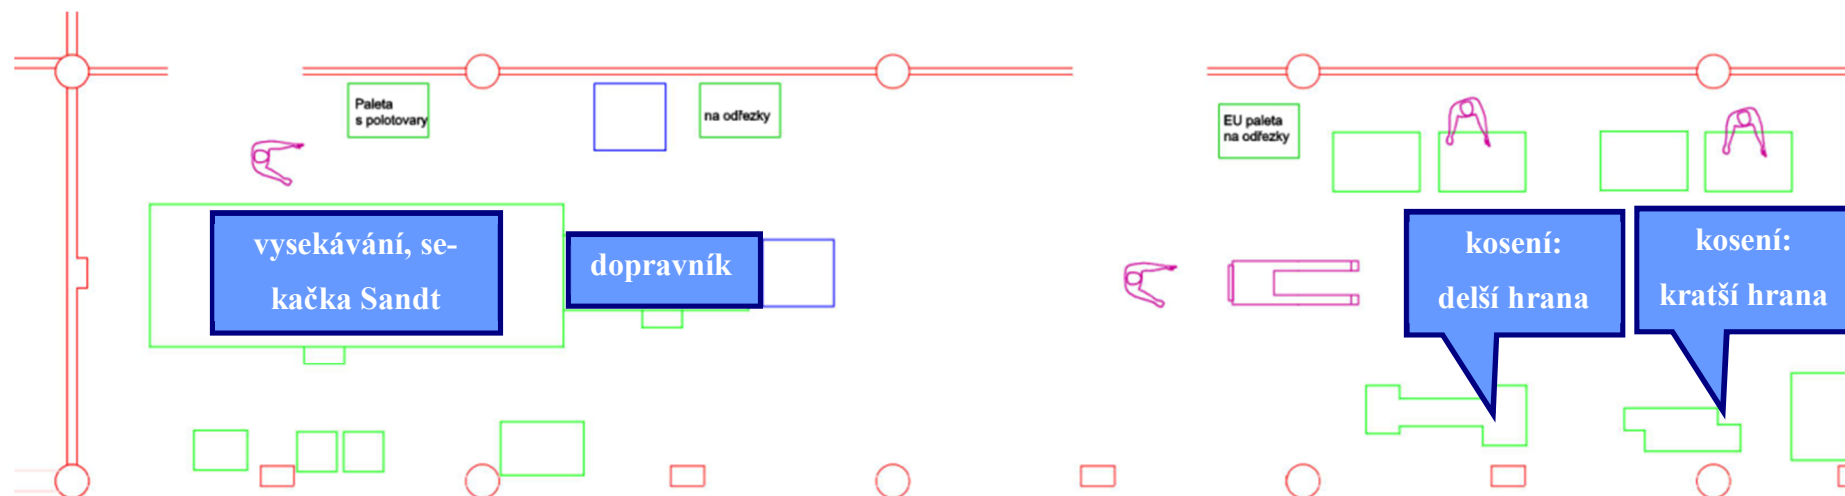 Paleta
s polotovary
na odřezky
EU paleta
na odřezky
vysekávání, se-
kačka Sandt
dopravník
kosení:
delší hrana
kosení:
kratší hrana